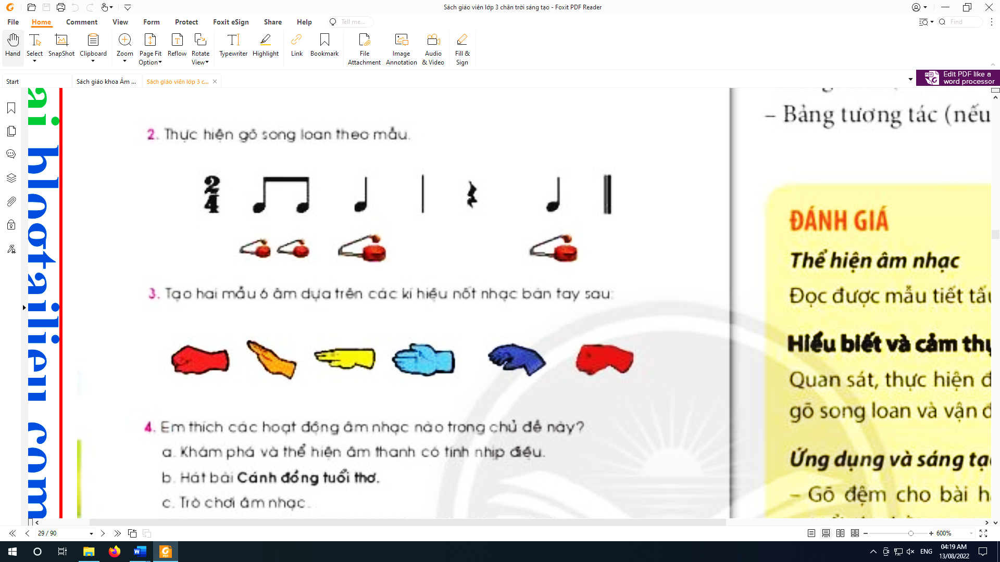 Sách giáo viên lớp 3 chân trời sáng tạo - Foxit PDF Reader
File Home Comment View Form Protect Foxit eSign Share Help Tell me... Find
Hand Select SnapShot Clipboard Zoom Page Fit Option Reflow Rotate View Typewriter Highlight Link Bookmark File Attachment Image Annotation Audio & Video Fill & Sign
Start Sách giáo khoa Âm ... Sách giáo viên lớp 3 c...
Edit PDF like a
word processor
ai blogtailieu com
2. Thực hiện gõ song loan theo mẫu.
2
4
3. Tạo hai mẫu 6 âm dựa trên các kí hiệu nốt nhạc bàn tay sau:
4. Em thích các hoạt động âm nhạc nào trong chủ đề này?
a. Khám phá và thể hiện âm thanh có tính nhịp điệu.
b. Hát bài Cánh đồng tuổi thơ.
c. Trò chơi âm nhạc.
– Bảng tương tác (nếu
ĐÁNH GIÁ
Thể hiện âm nhạc
Đọc được mẫu tiết tấu
Hiểu biết và cảm thụ
Quan sát, thực hiện đ
gõ song loan và vận đ
Ứng dụng và sáng tạo
– Gõ đệm cho bài h
29 / 90
600%
ENG
04:19 AM
13/08/2022